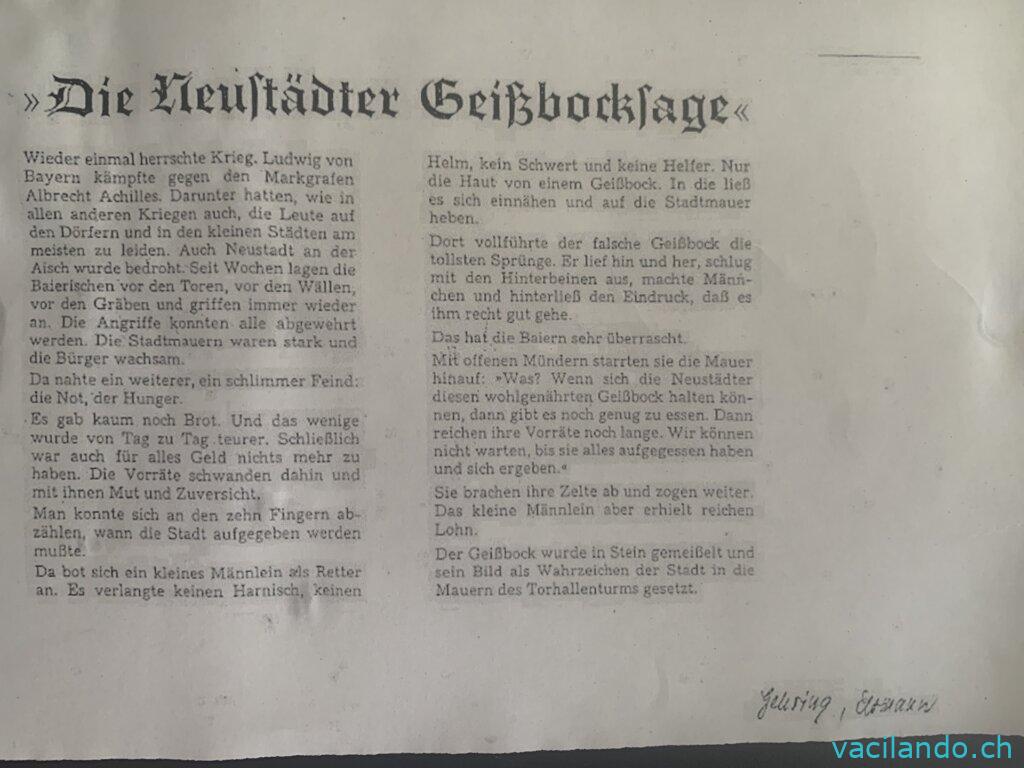 »Die Neustädter Geißbocksage«
Wieder einmal herrschte Krieg. Ludwig von
Bayern kämpfte gegen den Markgrafen
Albrecht Achilles. Darunter hatten, wie in
allen anderen Kriegen auch, die Leute auf
den Dörfern und in den kleinen Städten am
meisten zu leiden. Auch Neustadt an der
Aisch wurde bedroht. Seit Wochen lagen die
Baierischen vor den Toren, vor den Wällen,
vor den Gräben und griffen immer wieder
an. Die Angriffe konnten alle abgewehrt
werden. Die Stadtmauern waren stark und
die Bürger wachsam.
Da nahte ein weiterer, ein schlimmer Feind:
die Not, der Hunger.
Es gab kaum noch Brot. Und das wenige
wurde von Tag zu Tag teurer. Schließlich
war auch für alles Geld nichts mehr zu
haben. Die Vorräte schwanden dahin und
mit ihnen Mut und Zuversicht.
Man konnte sich an den zehn Fingern ab-
zählen, wann die Stadt aufgegeben werden
mußte.
Da bot sich ein kleines Männlein als Retter
an. Es verlangte keinen Harnisch, keinen
Helm, kein Schwert und keine Helfer. Nur
die Haut von einem Geißbock. In die ließ
es sich einnähen und auf die Stadtmauer
heben.
Dort vollführte der falsche Geißbock die
tollsten Sprünge. Er lief hin und her, schlug
mit den Hinterbeinen aus, machte Männ-
chen und hinterließ den Eindruck, daß es
ihm recht gut gehe.
Das hat die Baiern sehr überrascht.
Mit offenen Mündern starrten sie die Mauer
hinauf: »Was? Wenn sich die Neustädter
diesen wohlgenährten Geißbock halten kön-
nen, dann gibt es noch genug zu essen. Dann
reichen ihre Vorräte noch lange. Wir können
nicht warten, bis sie alles aufgegessen haben
und sich ergeben.«
Sie brachen ihre Zelte ab und zogen weiter.
Das kleine Männlein aber erhielt reichen
Lohn.
Der Geißbock wurde in Stein gemeißelt und
sein Bild als Wahrzeichen der Stadt in die
Mauern des Torhallenturms gesetzt.
Gehring,
vacilando.ch